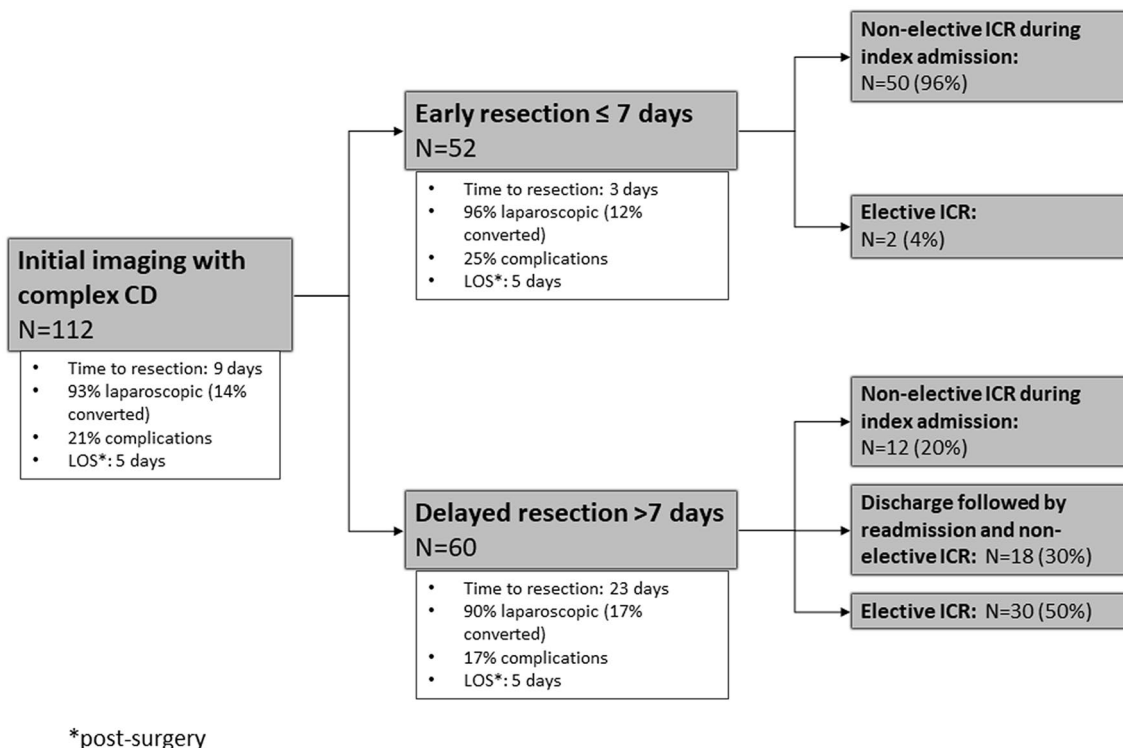 Initial imaging with
complex CD
N=112
• Time to resection: 9 days
• 93% laparoscopic (14%
converted)
• 21% complications
• LOS*: 5 days
Early resection ≤ 7 days
N=52
• Time to resection: 3 days
• 96% laparoscopic (12%
converted)
• 25% complications
• LOS*: 5 days
Non-elective ICR during
index admission:
N=50 (96%)
Elective ICR:
N=2 (4%)
Delayed resection >7 days
N=60
• Time to resection: 23 days
• 90% laparoscopic (17%
converted)
• 17% complications
• LOS*: 5 days
Non-elective ICR during
index admission:
N=12 (20%)
Discharge followed by
readmission and non-
elective ICR: N=18 (30%)
Elective ICR: N=30 (50%)
*post-surgery